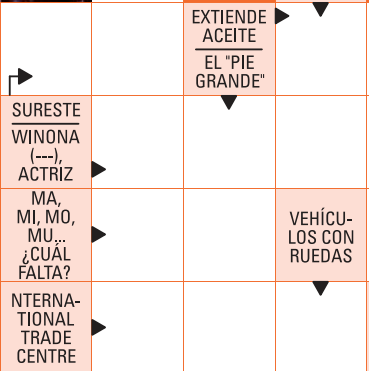 EXTIENDE
ACEITE
EL "PIE
GRANDE"
SURESTE
WINONA
(---),
ACTRIZ
MA,
MI, MO,
MU...
¿CUÁL
FALTA?
VEHÍCU-
LOS CON
RUEDAS
NTERNA-
TIONAL
TRADE
CENTRE